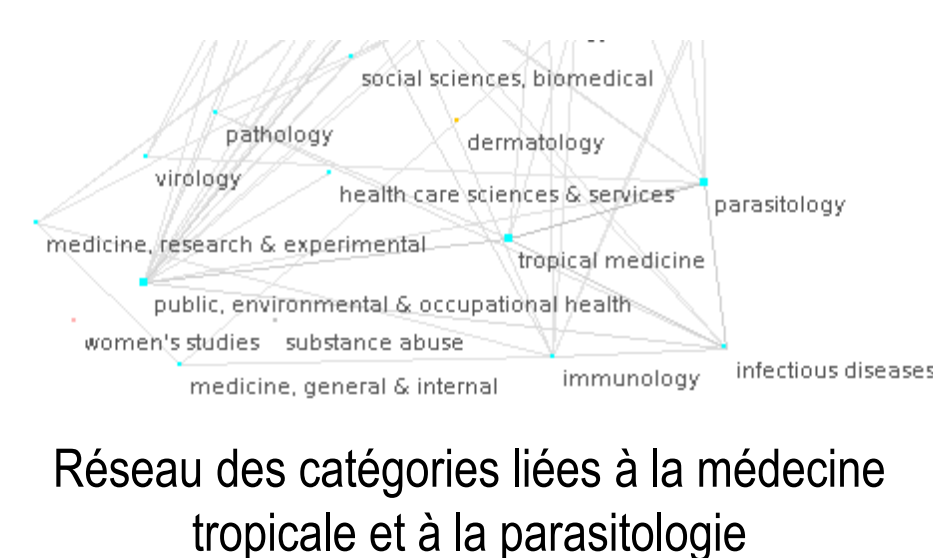 social sciences, biomedical
pathology
dermatology
virology
health care sciences & services
parasitology
medicine, research & experimental
tropical medicine
public, environmental & occupational health
women's studies
substance abuse
infectious diseases
immunology
medicine, general & internal
Réseau des catégories liées à la médecine
tropicale et à la parasitologie